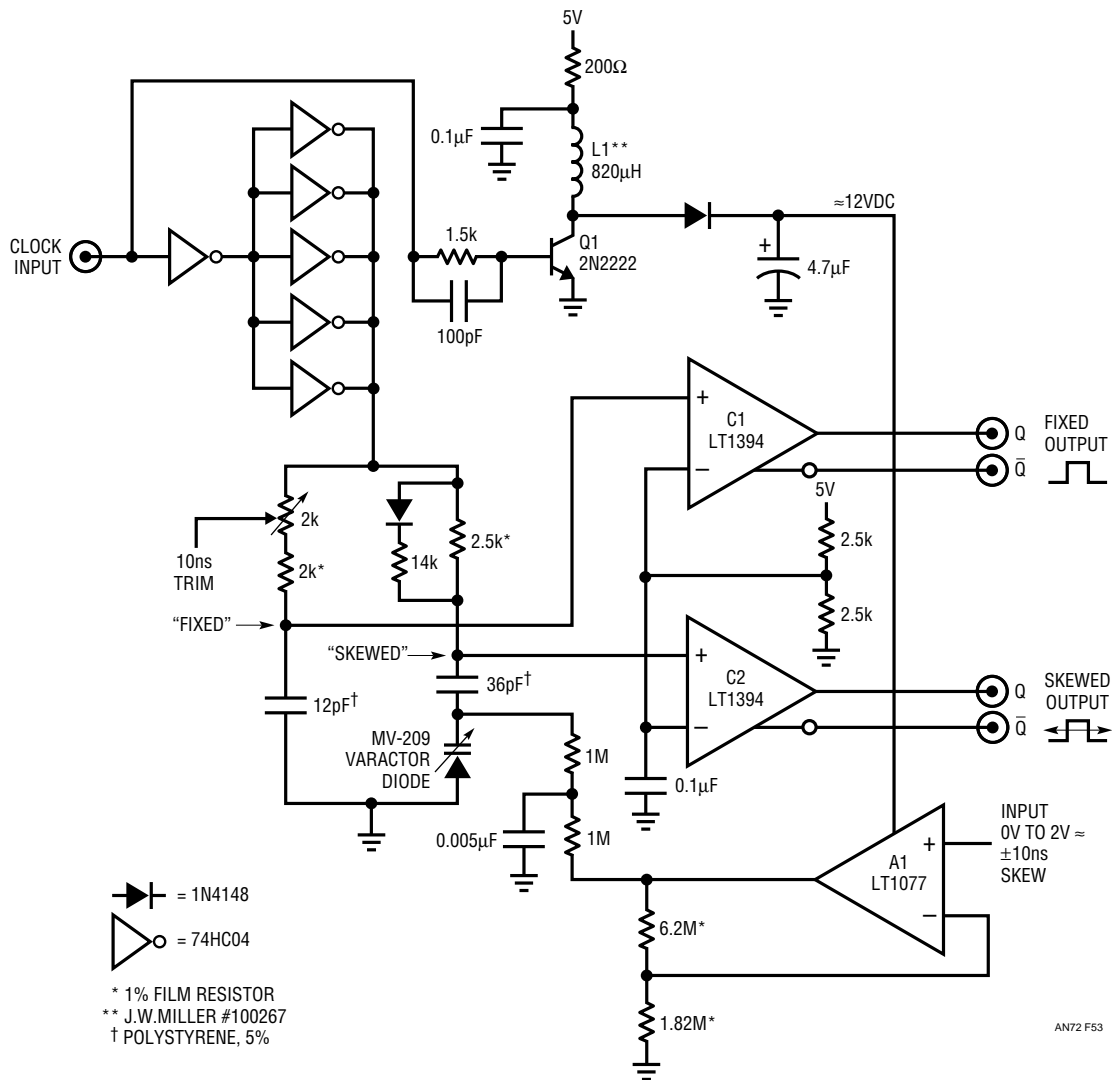 5V
200Ω
0.1µF
L1**
820µH
≈12VDC
CLOCK
INPUT
1.5k
Q1
2N2222
+
4.7µF
100pF
+
C1
LT1394
−
Q
Q̅
FIXED
OUTPUT
5V
2k
2.5k*
2.5k
10ns
TRIM
2k*
14k
2.5k
"FIXED"
"SKEWED"
+
C2
LT1394
−
Q
Q̅
SKEWED
OUTPUT
12pF†
36pF†
MV-209
VARACTOR
DIODE
1M
0.1µF
0.005µF
1M
INPUT
0V TO 2V ≈
±10ns
SKEW
+
A1
LT1077
−
6.2M*
1.82M*
= 1N4148
= 74HC04
* 1% FILM RESISTOR
** J.W.MILLER #100267
† POLYSTYRENE, 5%
AN72 F53